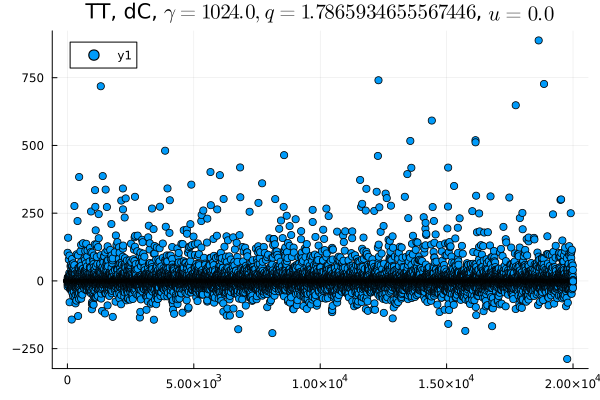 TT, dC, γ = 1024.0, q = 1.7865934655567446, u = 0.0
y1
750
500
250
0
−250
0 5.00×10³ 1.00×10⁴ 1.50×10⁴ 2.00×10⁴